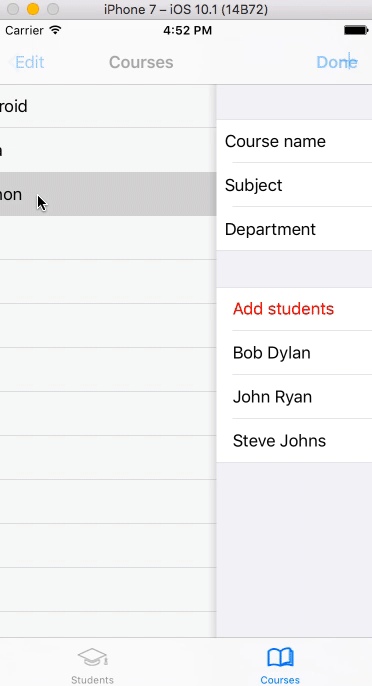 iPhone 7 – iOS 10.1 (14B72)
Carrier 4:52 PM
Edit Courses Done +
roid
non
Course name
Subject
Department
Add students
Bob Dylan
John Ryan
Steve Johns
Students Courses